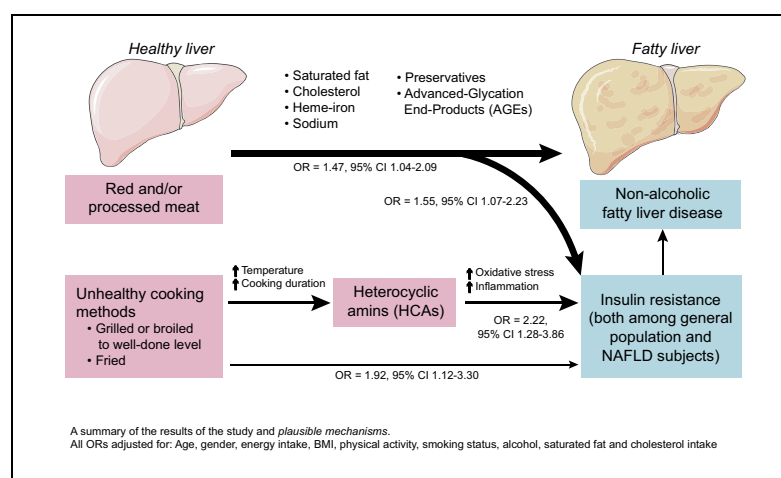 Healthy liver
Fatty liver
• Saturated fat
• Cholesterol
• Heme-iron
• Sodium
• Preservatives
• Advanced-Glycation
End-Products (AGEs)
OR = 1.47, 95% CI 1.04-2.09
Red and/or
processed meat
OR = 1.55, 95% CI 1.07-2.23
Non-alcoholic
fatty liver disease
Unhealthy cooking
methods
• Grilled or broiled
to well-done level
• Fried
Temperature
Cooking duration
Heterocyclic
amins (HCAs)
Oxidative stress
Inflammation
OR = 2.22,
95% CI 1.28-3.86
Insulin resistance
(both among general
population and
NAFLD subjects)
OR = 1.92, 95% CI 1.12-3.30
A summary of the results of the study and plausible mechanisms.
All ORs adjusted for: Age, gender, energy intake, BMI, physical activity, smoking status, alcohol, saturated fat and cholesterol intake